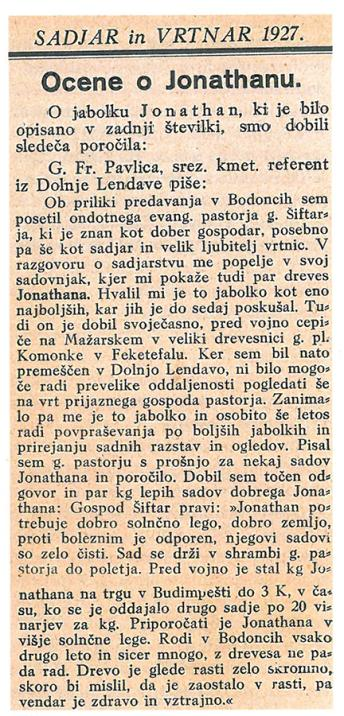 SADJAR in VRTNAR 1927.
Ocene o Jonathanu.
O jabolku Jonathan, ki je bilo
opisano v zadnji številki, smo dobili
sledeča poročila:
G. Fr. Pavlica, srez. kmet. referent
iz Dolnje Lendave piše:
Ob priliki predavanja v Bodoncih sem
posetil ondotnega evang. pastorja g. Šiftar=
ja, ki je znan kot dober gospodar, posebno
pa še kot sadjar in velik ljubitelj vrtnic. V
razgovoru o sadjarstvu me popelje v svoj
sadovnjak, kjer mi pokaže tudi par dreves
Jonathana. Hvalil mi je to jabolko kot eno
najboljših, kar jih je do sedaj poskušal. Tu=
di on je dobil svoječasno, pred vojno cepi=
če na Mažarskem v veliki drevesnici g. pl.
Komonke v Feketefalu. Ker sem bil nato
premeščen v Dolnjo Lendavo, ni bilo mogo=
če radi prevelike oddaljenosti pogledati še
na vrt prijaznega gospoda pastorja. Zanima=
lo pa me je to jabolko in osobito še letos
radi povpraševanja po boljših jabolkih in
prirejanju sadnih razstav in ogledov. Pisal
sem g. pastorju s prošnjo za nekaj sadov
Jonathana in poročilo. Dobil sem točen od=
govor in par kg lepih sadov dobrega Jona=
thana: Gospod Šiftar pravi: »Jonathan po=
trebuje dobro solnčno lego, dobro zemljo,
proti boleznim je odporen, njegovi sadovi
so zelo čisti. Sad se drži v shrambi g. pa=
storja do poletja. Pred vojno je stal kg Jo=
nathana na trgu v Budimpešti do 3 K, v ča=
su, ko se je oddajalo drugo sadje po 20 vi=
narjev za kg. Priporočati je Jonathana v
višje solnčne lege. Rodi v Bodoncih vsako
drugo leto in sicer mnogo, z drevesa ne pa=
da rad. Drevo je glede rasti zelo skromno,
skoro bi mislil, da je zaostalo v rasti, pa
vendar je zdravo in vztrajno.«